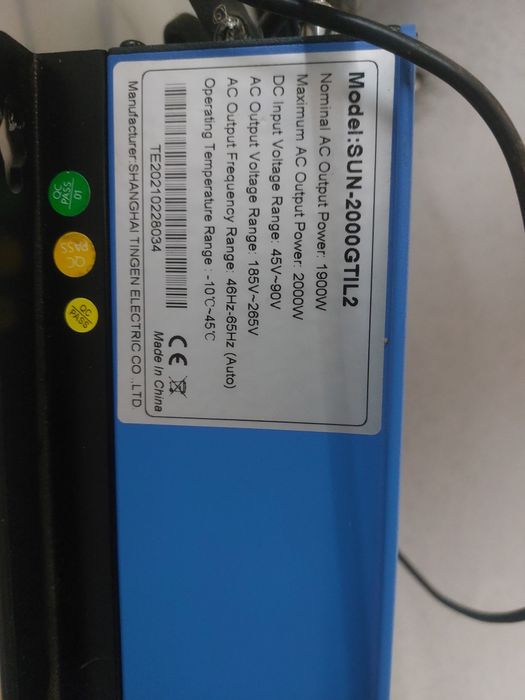 Model:SUN-2000GTIL2
Nominal AC Output Power: 1900W
Maximum AC Output Power: 2000W
DC Input Voltage Range: 45V~90V
AC Output Voltage Range: 185V~265V
AC Output Frequency Range: 46Hz-65Hz (Auto)
Operating Temperature Range : -10℃~45℃
TE20210228034
CE
Made In China
Manufacturer:SHANGHAI TINGEN ELECTRIC CO .,LTD
QC
PASS
01
QC
PASS
QC
PASS